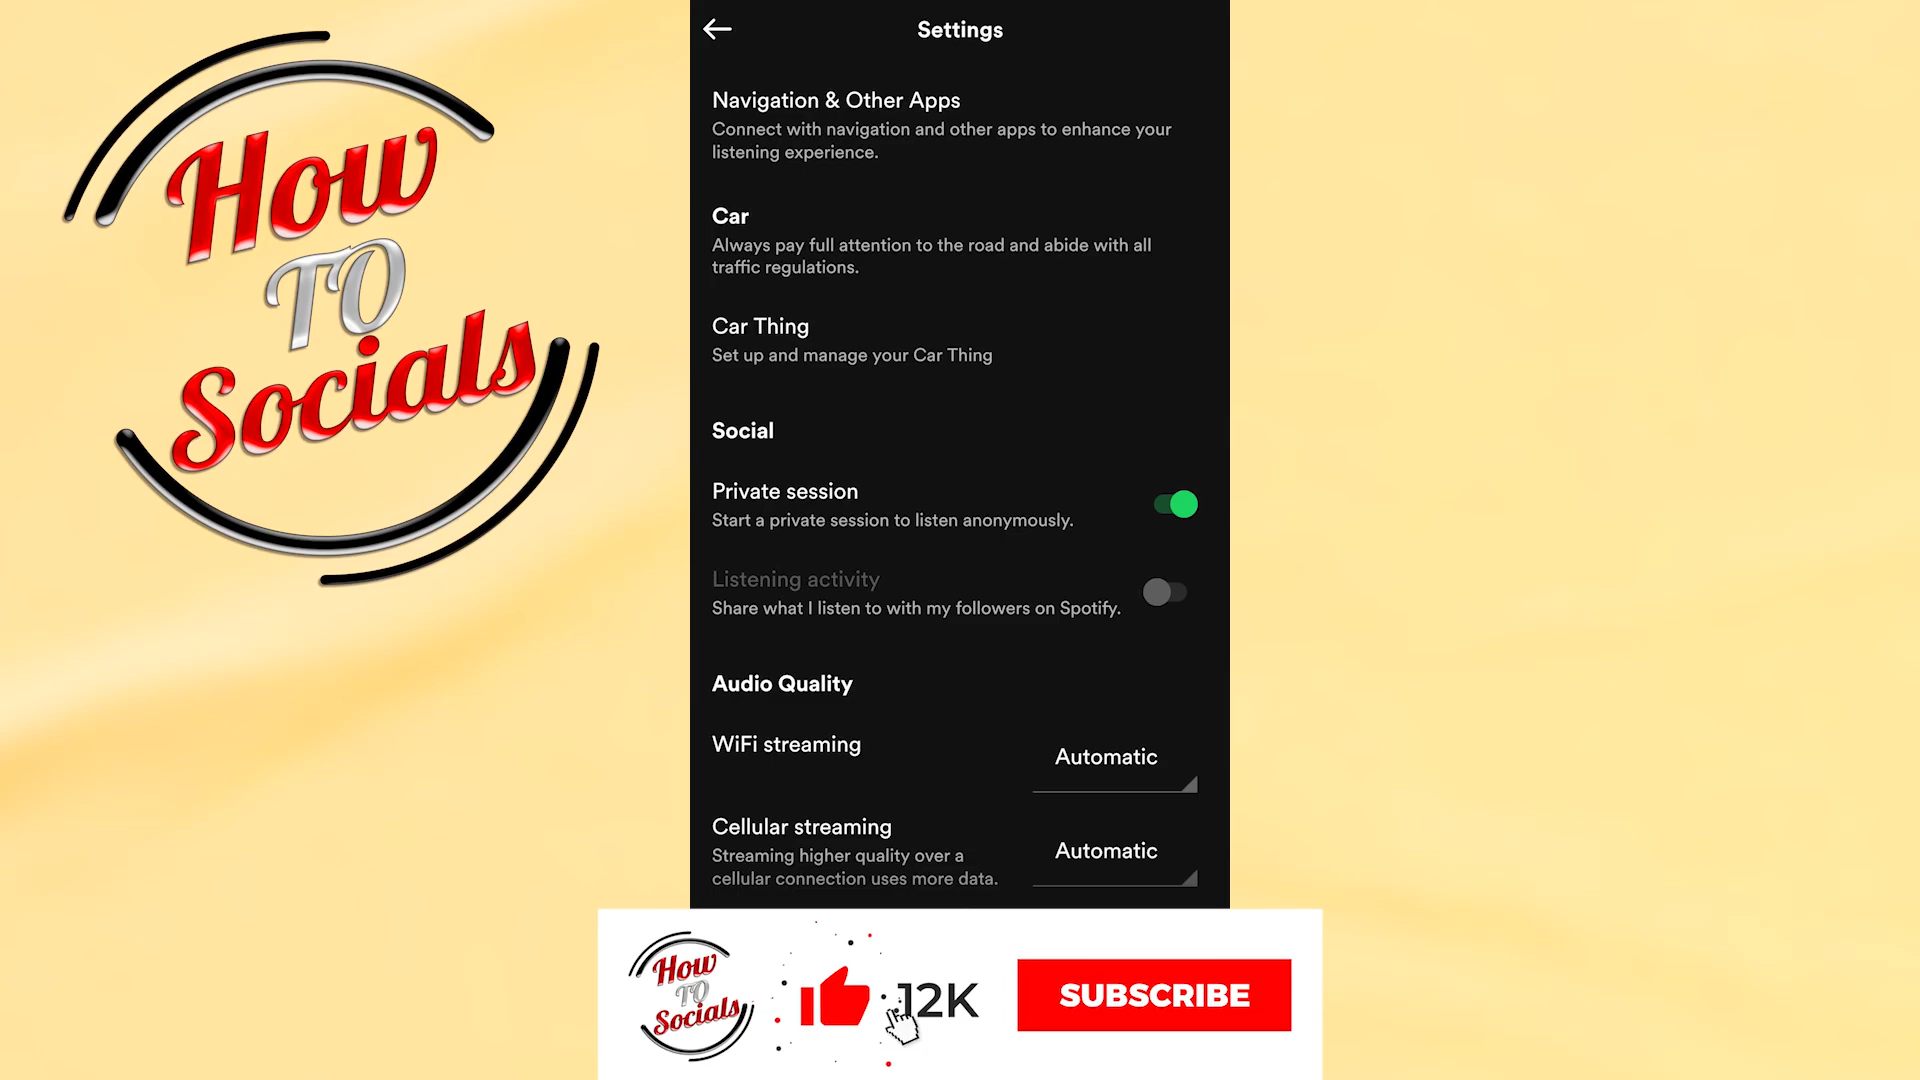 How
TO
Socials
Settings
Navigation & Other Apps
Connect with navigation and other apps to enhance your
listening experience.
Car
Always pay full attention to the road and abide with all
traffic regulations.
Car Thing
Set up and manage your Car Thing
Social
Private session
Start a private session to listen anonymously.
Listening activity
Share what I listen to with my followers on Spotify.
Audio Quality
WiFi streaming
Automatic
Cellular streaming
Streaming higher quality over a
cellular connection uses more data.
Automatic
How
TO
Socials
12K
SUBSCRIBE